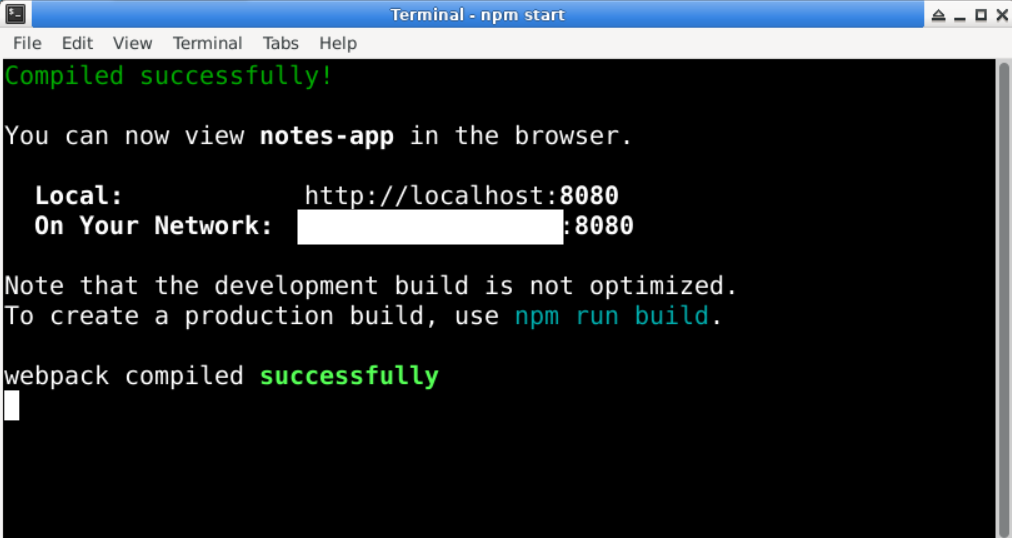 Terminal - npm start
File Edit View Terminal Tabs Help
Compiled successfully!
You can now view notes-app in the browser.
Local: http://localhost:8080
On Your Network: :8080
Note that the development build is not optimized.
To create a production build, use npm run build.
webpack compiled successfully